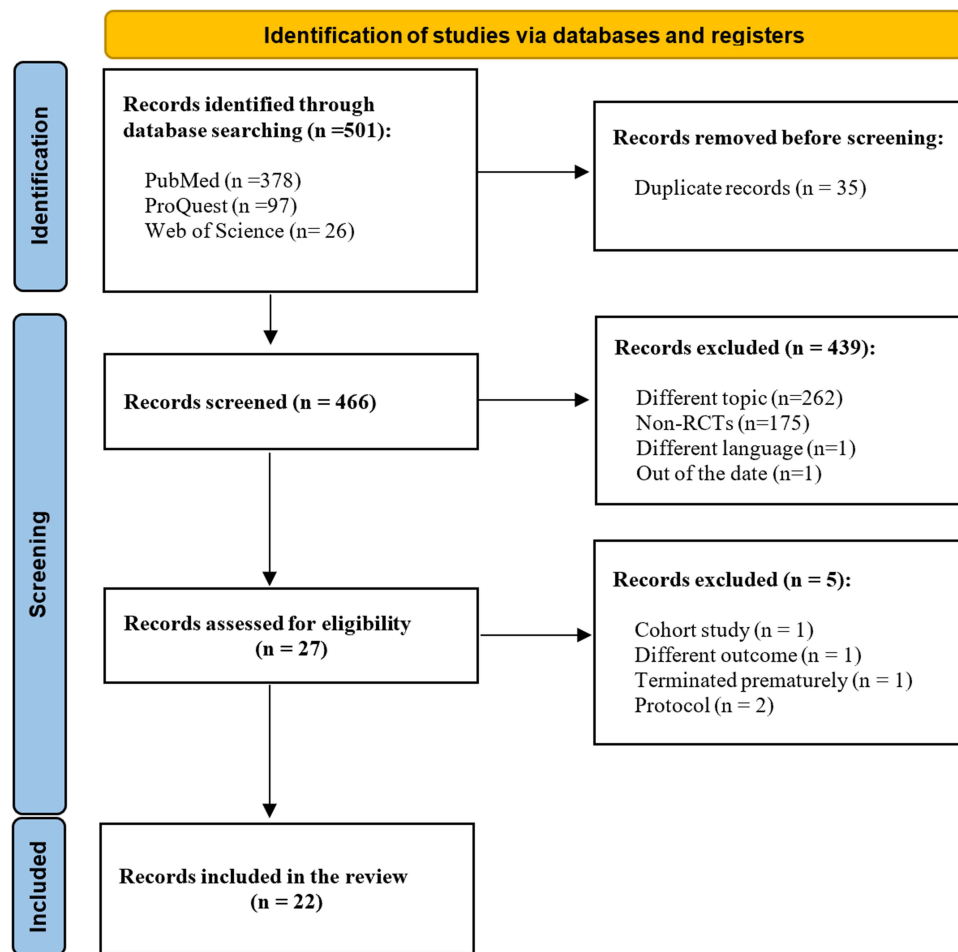 Identification of studies via databases and registers
Identification
Records identified through
database searching (n =501):
PubMed (n =378)
ProQuest (n =97)
Web of Science (n= 26)
Records removed before screening:
Duplicate records (n = 35)
Screening
Records screened (n = 466)
Records excluded (n = 439):
Different topic (n=262)
Non-RCTs (n=175)
Different language (n=1)
Out of the date (n=1)
Records assessed for eligibility
(n = 27)
Records excluded (n = 5):
Cohort study (n = 1)
Different outcome (n = 1)
Terminated prematurely (n = 1)
Protocol (n = 2)
Included
Records included in the review
(n = 22)